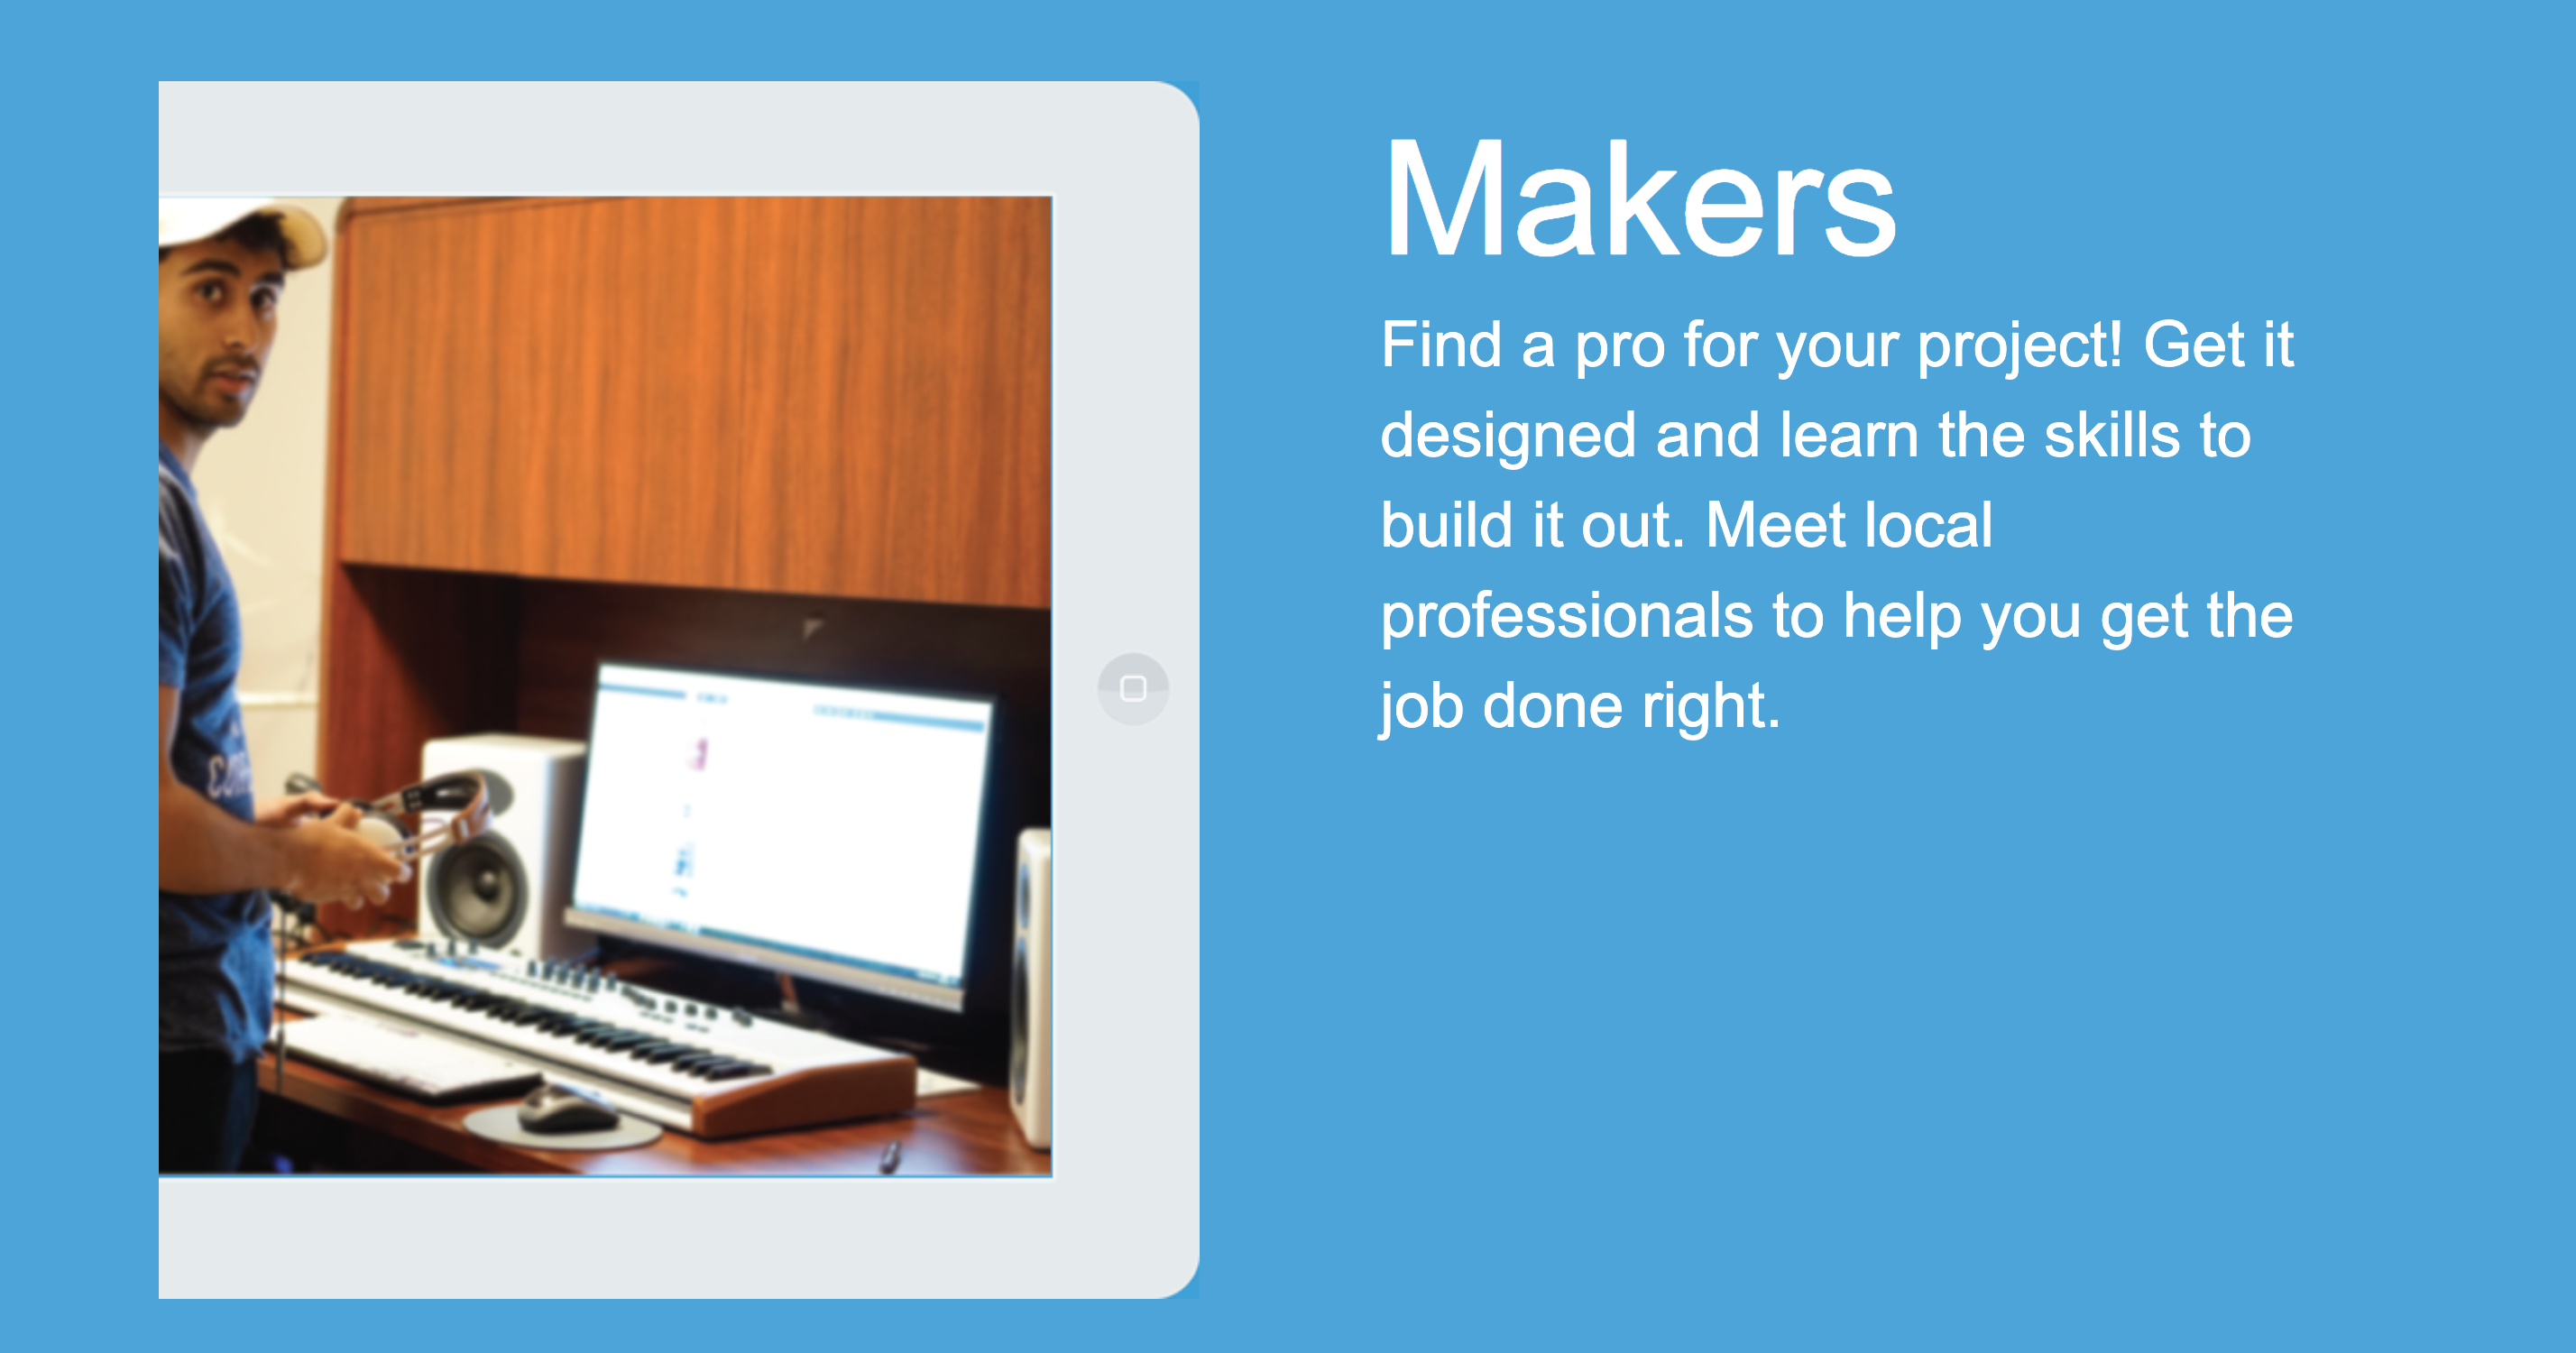 Makers
Find a pro for your project! Get it
designed and learn the skills to
build it out. Meet local
professionals to help you get the
job done right.